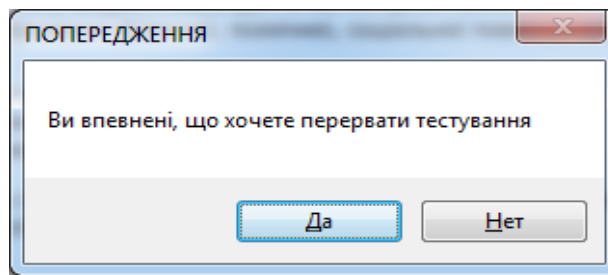 ПОПЕРЕДЖЕННЯ
Ви впевнені, що хочете перервати тестування
Да
Нет